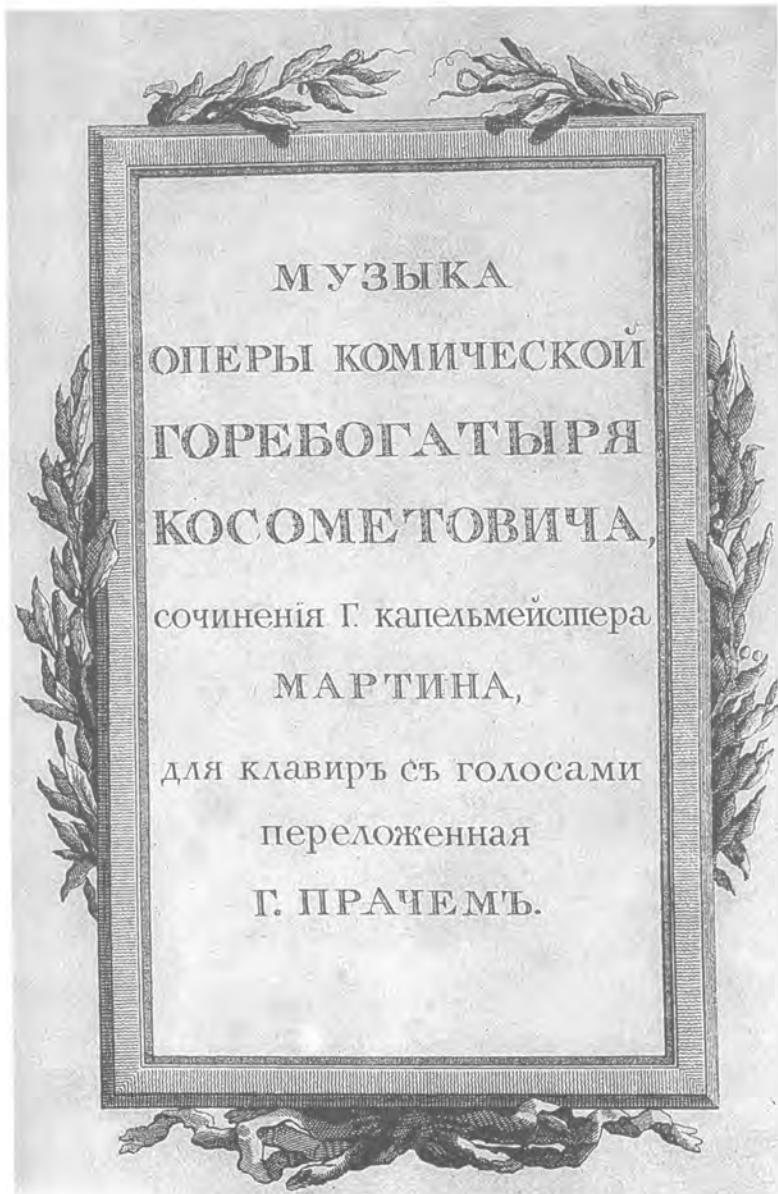 МУЗЫКА
ОПЕРЫ КОМИЧЕСКОЙ
ГОРЕБОГАТЫРЯ
КОСОМЕТОВИЧА,
сочиненія Г. капельмейстера
МАРТИНА,
для клавиръ съ голосами
переложенная
Г. ПРАЧЕМЪ.